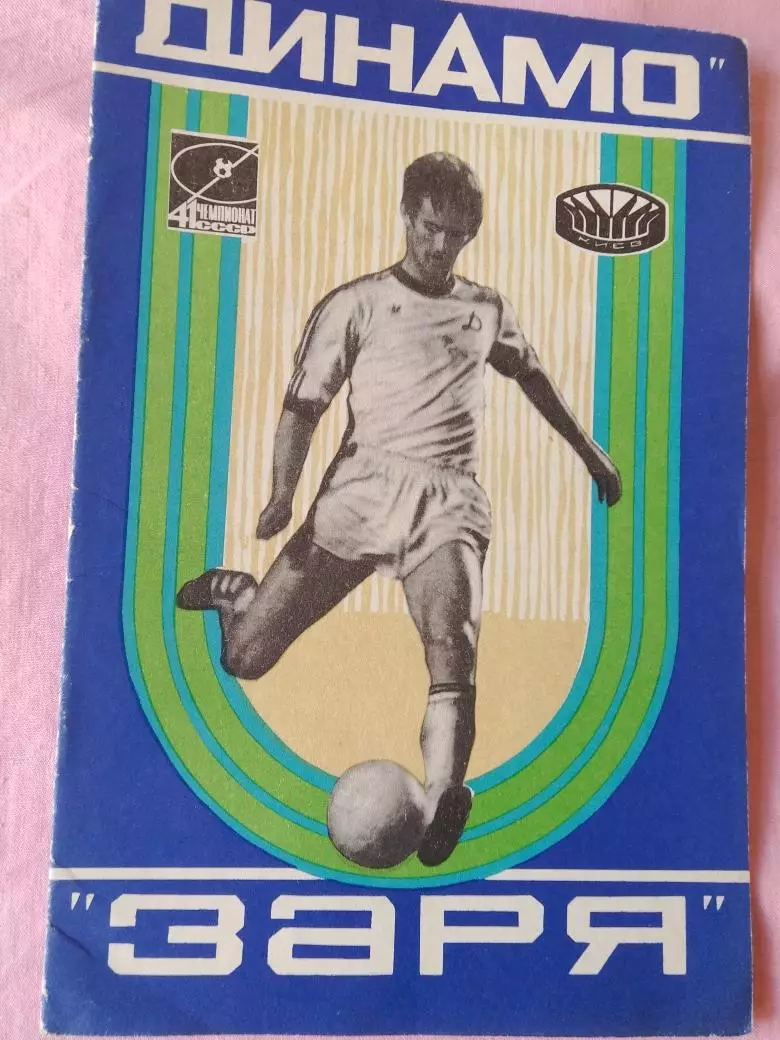 ДИНАМО"
41 ЧЕМПИОНАТ
СССР
КИЕВ
Д
"ЗАРЯ"